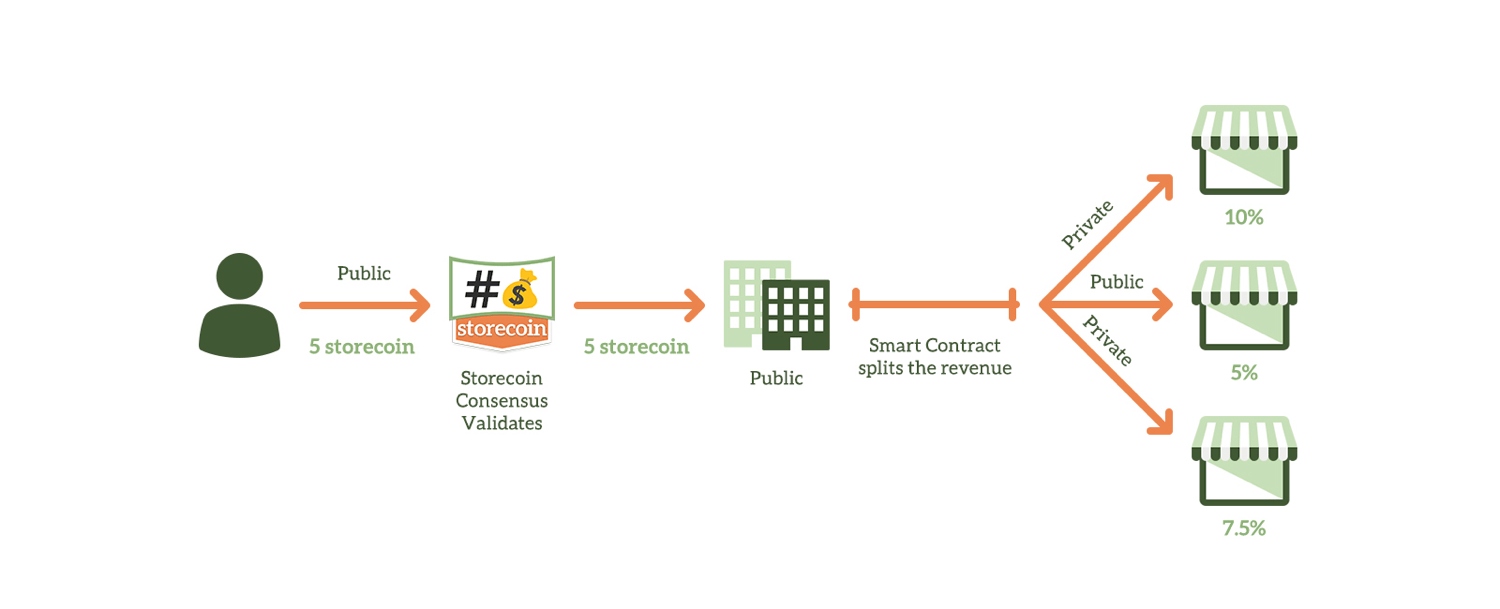 Public
5 storecoin
#
$
storecoin
Storecoin
Consensus
Validates
5 storecoin
Public
Smart Contract
splits the revenue
Private
10%
Public
5%
Private
7.5%